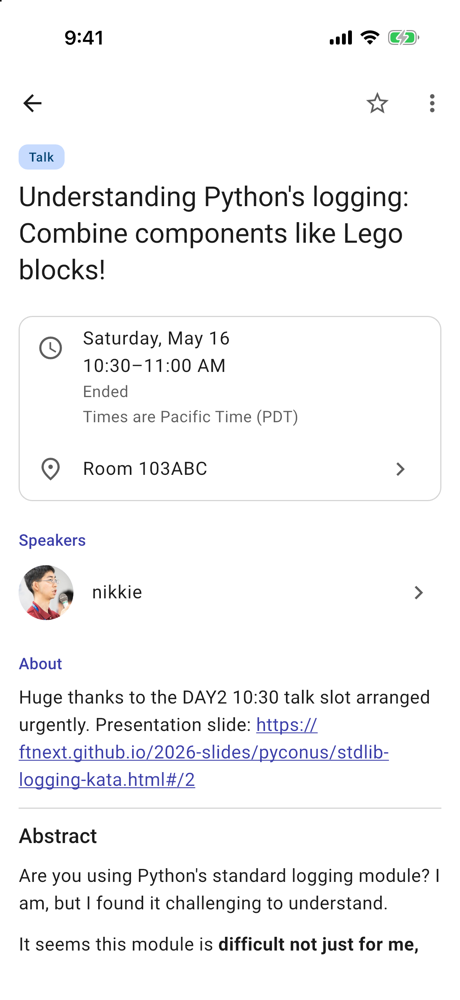 9:41
Talk
Understanding Python's logging:
Combine components like Lego
blocks!
Saturday, May 16
10:30–11:00 AM
Ended
Times are Pacific Time (PDT)
Room 103ABC
Speakers
nikkie
About
Huge thanks to the DAY2 10:30 talk slot arranged
urgently. Presentation slide: https://
ftnext.github.io/2026-slides/pyconus/stdlib-
logging-kata.html#/2
Abstract
Are you using Python's standard logging module? I
am, but I found it challenging to understand.
It seems this module is difficult not just for me,